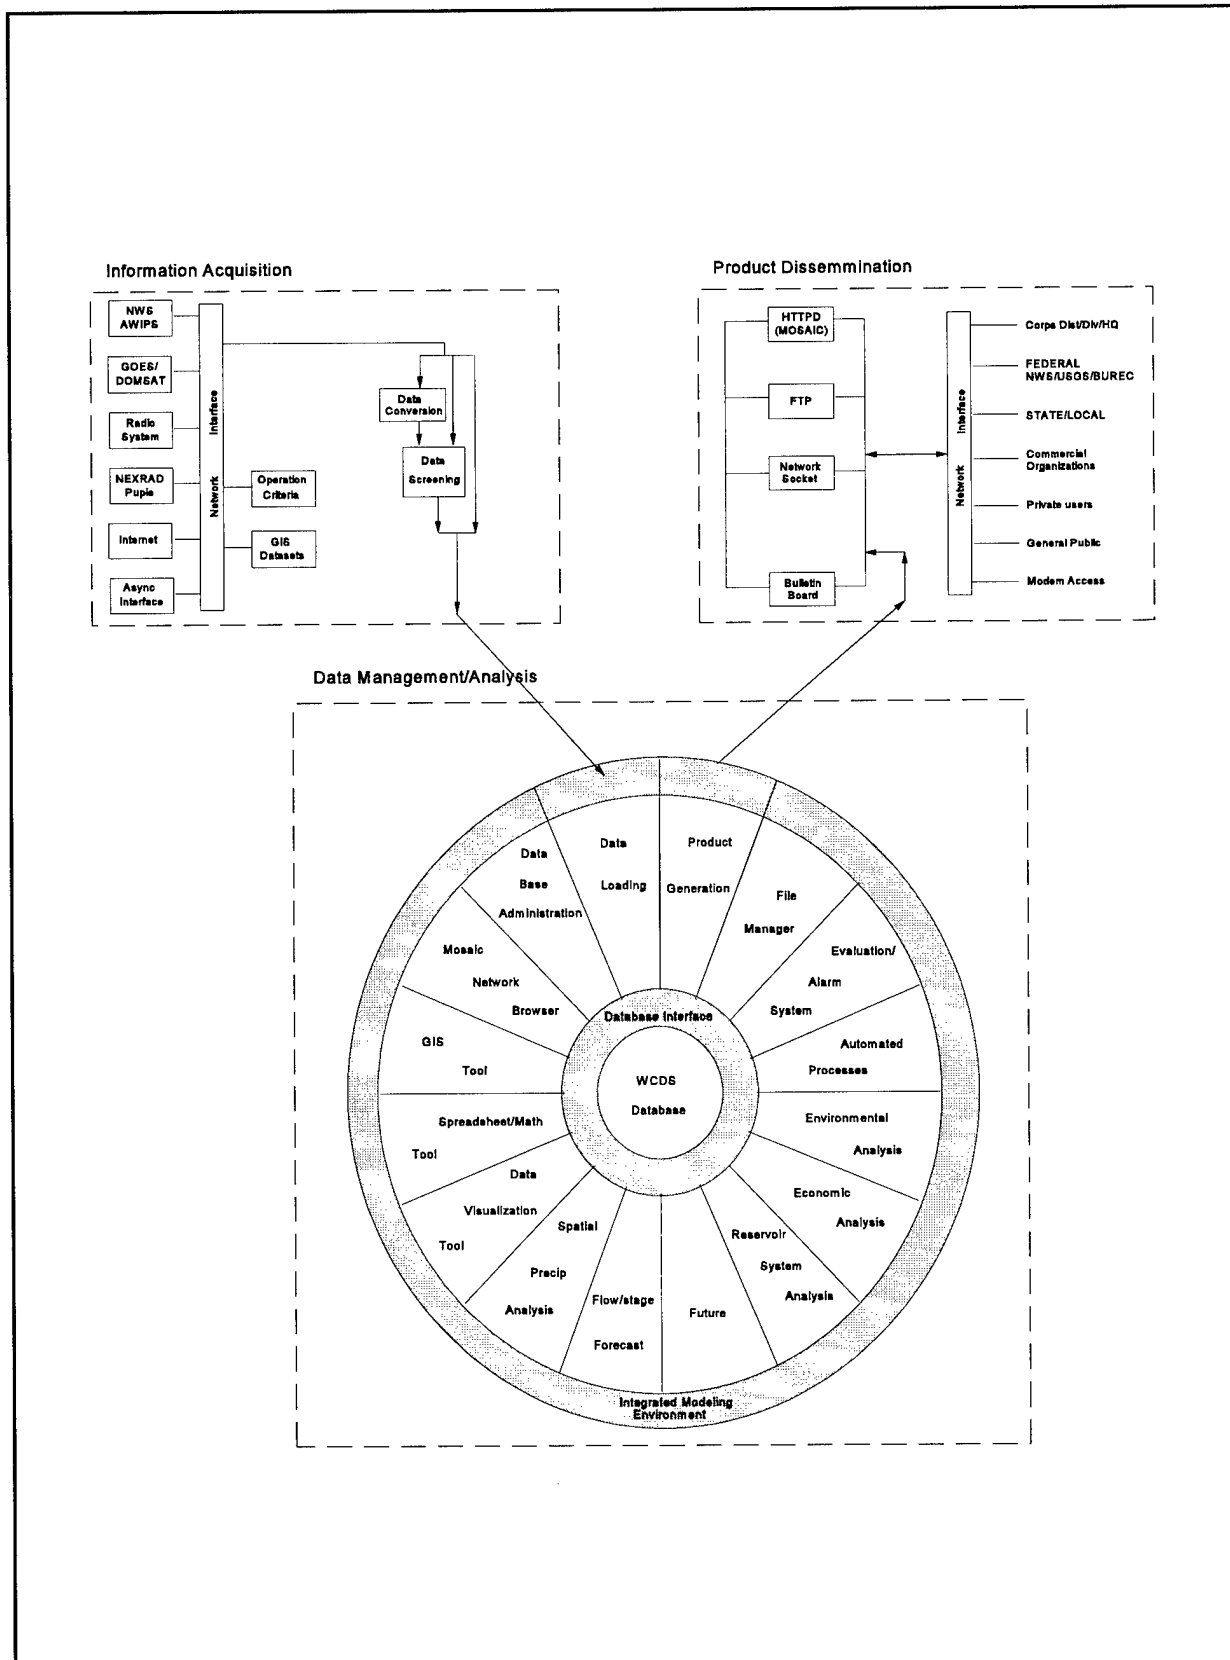 Information Acquisition
NWS
AWIPS
GOES/
DOMSAT
Radio
System
NEXRAD
Pupie
Internet
Async
Interface
Network Interface
Operation
Criteria
GIS
Datasets
Data
Conversion
Data
Screening
Product Dissemmination
HTTPD
(MOSAIC)
FTP
Network
Socket
Bulletin
Board
Network Interface
Corps Dist/Div/HQ
FEDERAL
NWS/USGS/BUREC
STATE/LOCAL
Commercial
Organizations
Private users
General Public
Modem Access
Data Management/Analysis
Data
Loading
Product
Generation
File
Manager
Evaluation/
Alarm
System
Automated
Processes
Environmental
Analysis
Economic
Analysis
Reservoir
System
Analysis
Future
Flow/stage
Forecast
Spatial
Precip
Analysis
Data
Visualization
Tool
Spreadsheet/Math
Tool
GIS
Tool
Mosaic
Network
Browser
Data
Base
Administration
Database Interface
WCDS
Database
Integrated Modeling
Environment